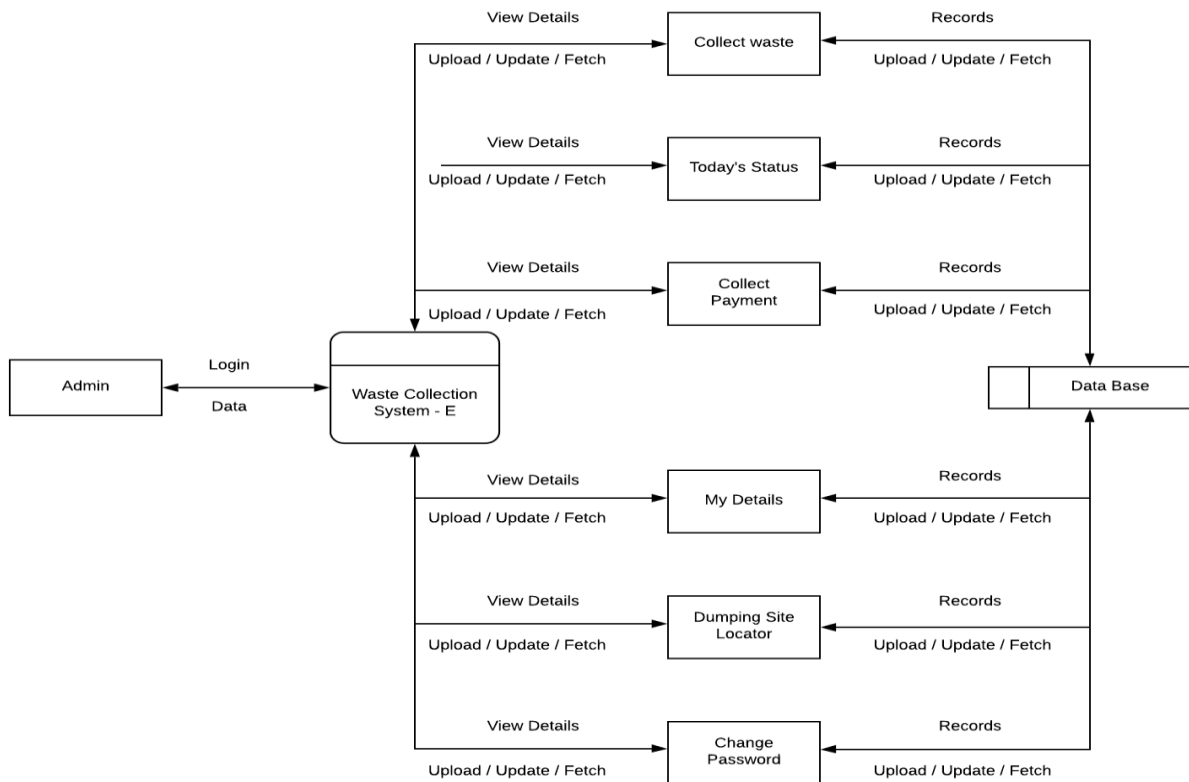 View Details
Records
Collect waste
Upload / Update / Fetch
Upload / Update / Fetch
View Details
Records
Today's Status
Upload / Update / Fetch
Upload / Update / Fetch
View Details
Records
Collect
Payment
Upload / Update / Fetch
Upload / Update / Fetch
Login
Admin
Data
Waste Collection
System - E
Data Base
View Details
Records
My Details
Upload / Update / Fetch
Upload / Update / Fetch
View Details
Records
Dumping Site
Locator
Upload / Update / Fetch
Upload / Update / Fetch
View Details
Records
Change
Password
Upload / Update / Fetch
Upload / Update / Fetch